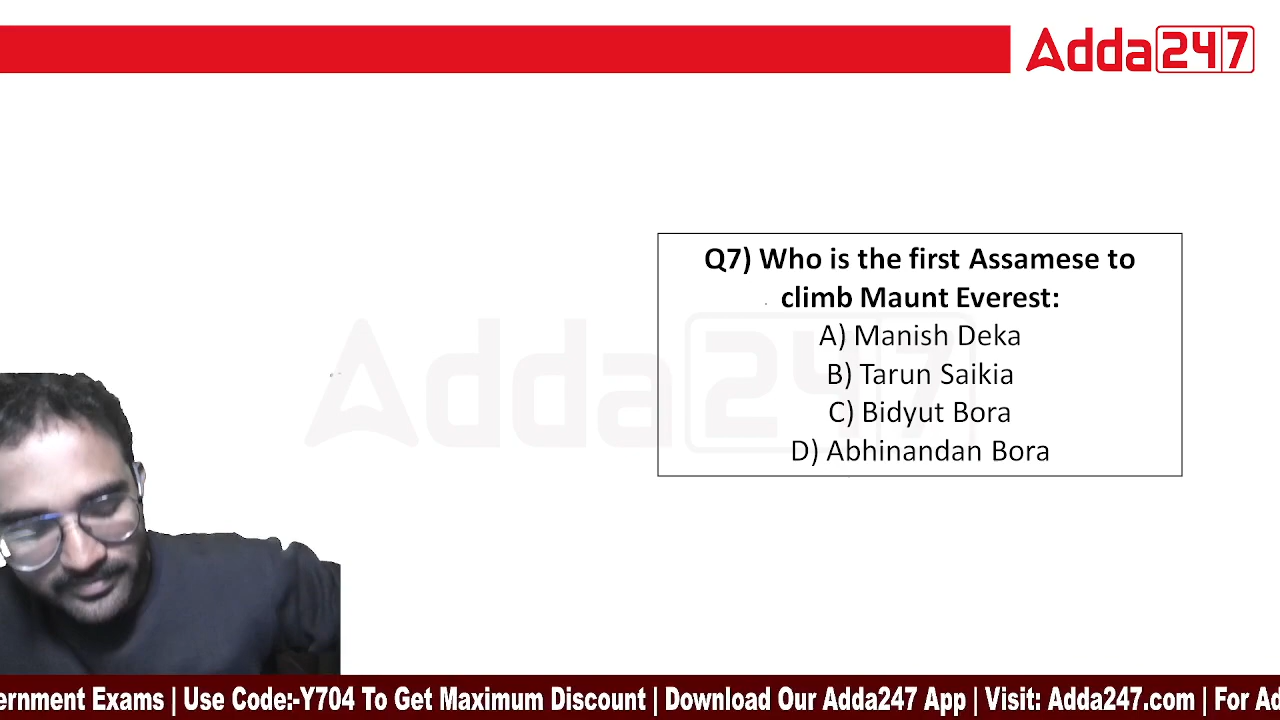 Adda247
Q7) Who is the first Assamese to
climb Maunt Everest:
A) Manish Deka
B) Tarun Saikia
C) Bidyut Bora
D) Abhinandan Bora
Adda247
ernment Exams | Use Code:-Y704 To Get Maximum Discount | Download Our Adda247 App | Visit: Adda247.com | For Ad